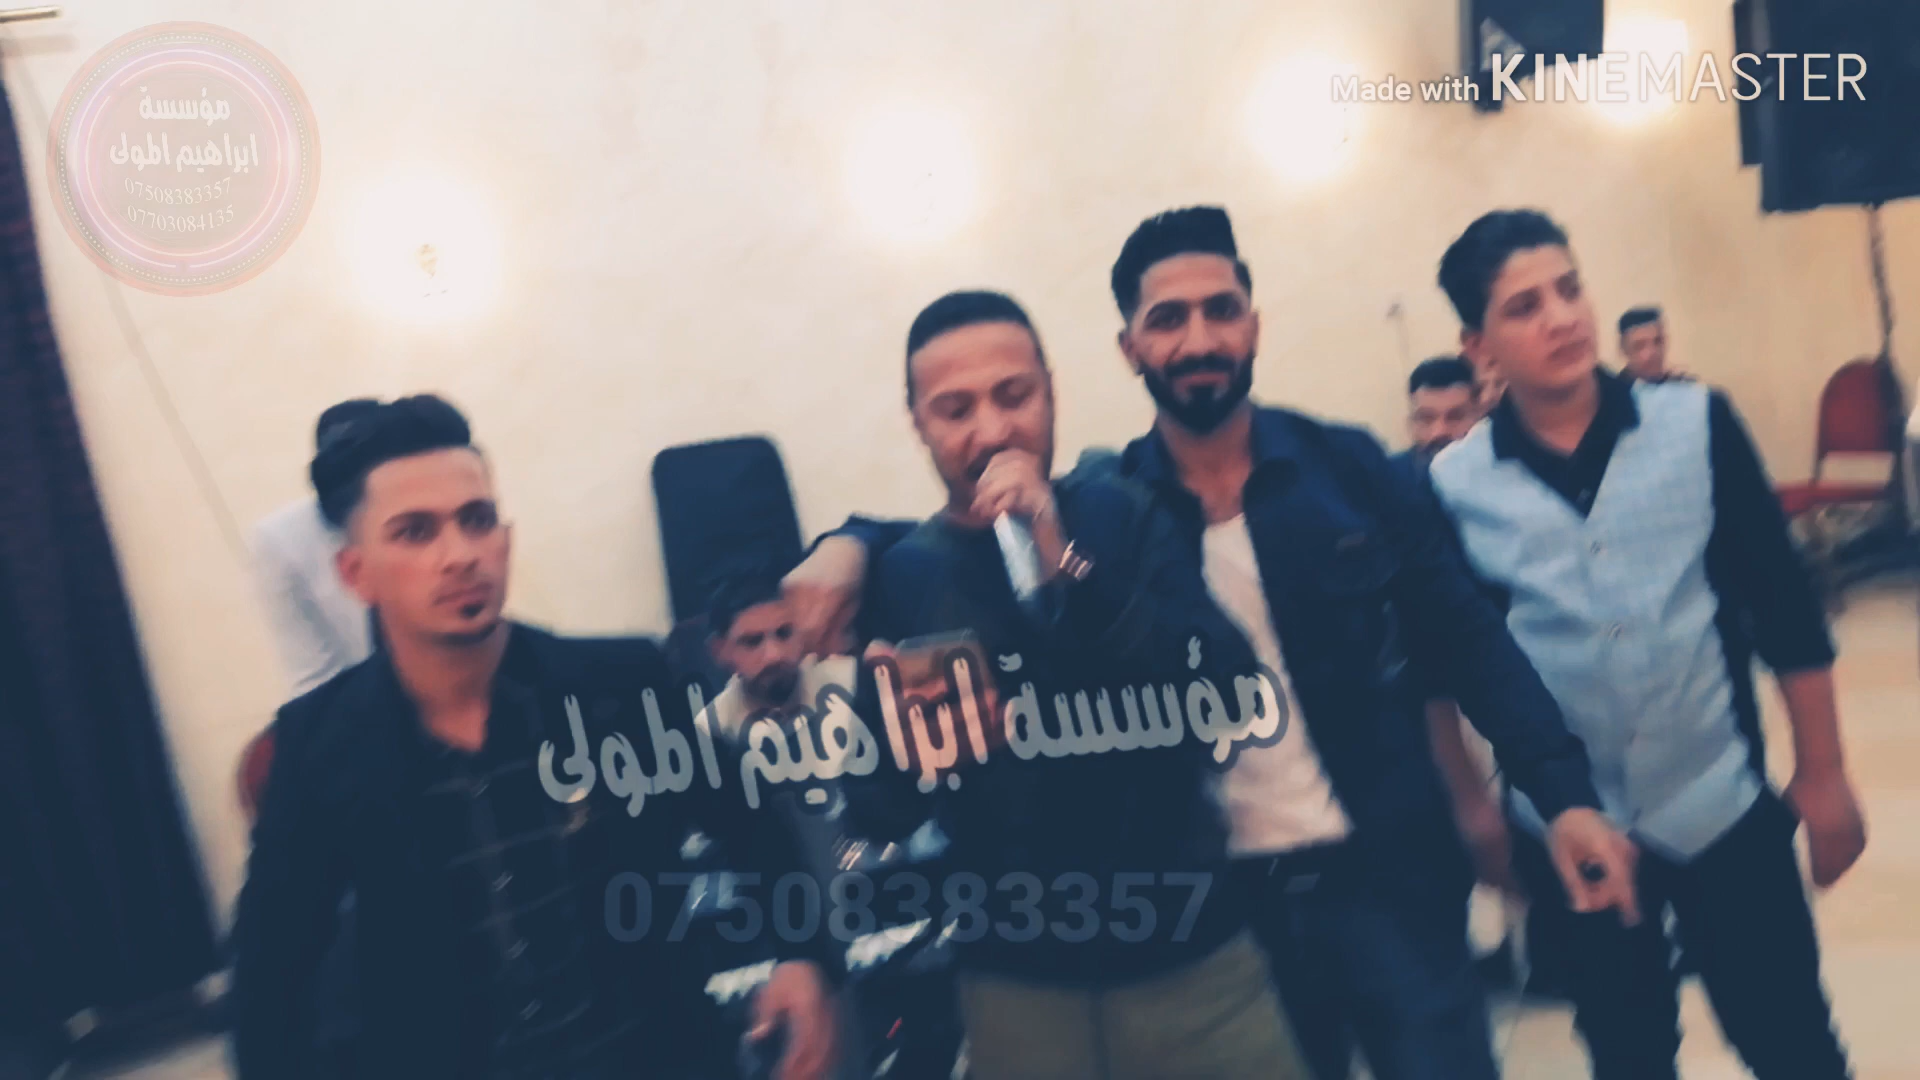 مؤسسة
ابراهيم المولى
07508383357
07703084135
Made with KINEMASTER
مؤسسة ابراهيم المولى
07508383357